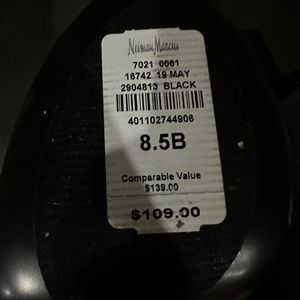 Neiman Marcus
7021 0061
16742 19 MAY
2904813 BLACK
401102744906
8.5B
Comparable Value
$139.00
$109.00